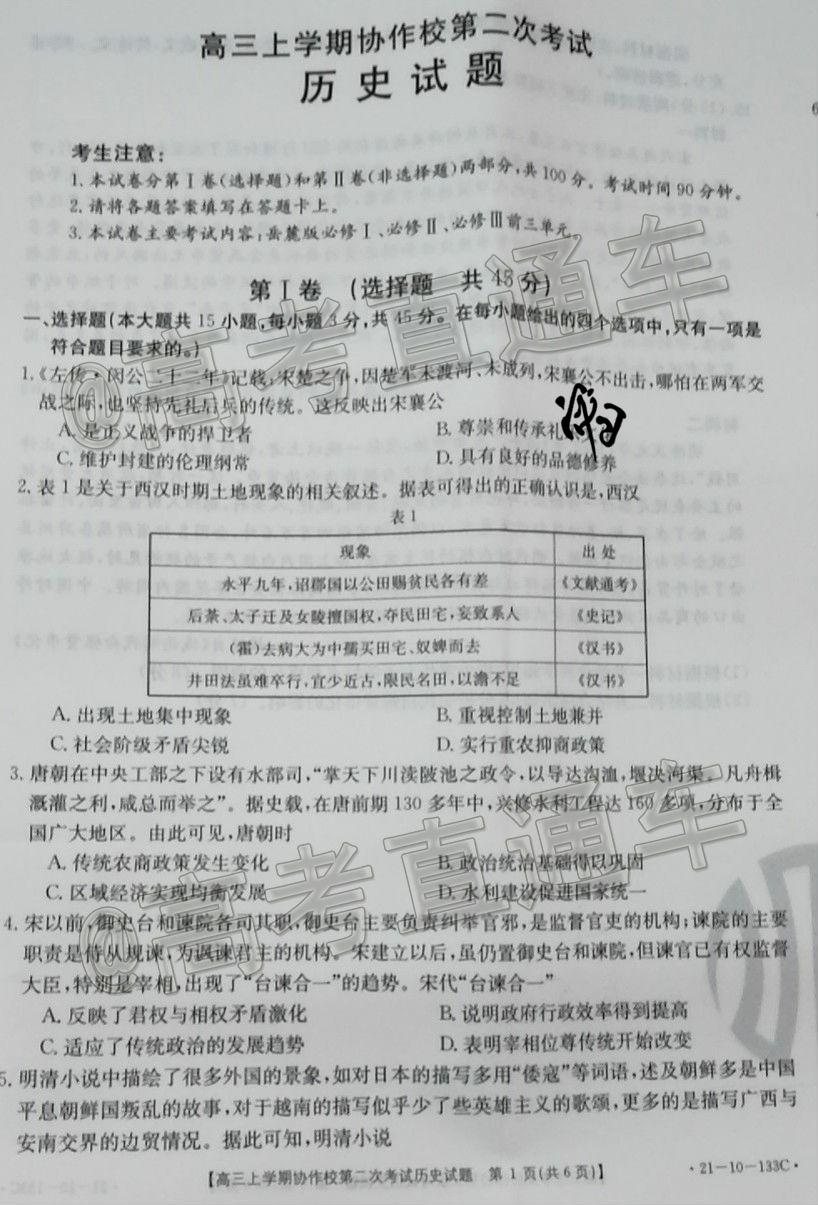 高三上学期协作校第二次考试
历史试题
考生注意：
1.本试卷分第Ⅰ卷(选择题)和第Ⅱ卷(非选择题)两部分，共100分。考试时间90分钟。
2.请将各题答案填写在答题卡上。
3.本试卷主要考试内容：岳麓版必修Ⅰ、必修Ⅱ、必修Ⅲ前三单元。
第Ⅰ卷 (选择题 共45分)
一、选择题(本大题共15小题，每小题3分，共45分。在每小题给出的四个选项中，只有一项是
符合题目要求的。)
1.《左传·闵公二十二年》记载：宋楚之争，因楚军未渡河、未成列，宋襄公不出击，哪怕在两军交
战之际，也坚持先礼后兵的传统。这反映出宋襄公
A. 是正义战争的捍卫者 B. 尊崇和传承礼
C. 维护封建的伦理纲常 D. 具有良好的品德修养
2. 表1是关于西汉时期土地现象的相关叙述。据表可得出的正确认识是，西汉
表1
现象 出处
永平九年，诏郡国以公田赐贫民各有差 《文献通考》
后荼、太子迁及女陵擅国权，夺民田宅，妄致系人 《史记》
(霍)去病大为中孺买田宅、奴婢而去 《汉书》
井田法虽难卒行，宜少近古，限民名田，以澹不足 《汉书》
A. 出现土地集中现象 B. 重视控制土地兼并
C. 社会阶级矛盾尖锐 D. 实行重农抑商政策
3. 唐朝在中央工部之下设有水部司，“掌天下川渎陂池之政令，以导达沟洫，堰决河渠。凡舟楫
溉灌之利，咸总而举之”。据史载，在唐前期130多年中，兴修水利工程达160多项，分布于全
国广大地区。由此可见，唐朝时
A. 传统农商政策发生变化 B. 政治统治基础得以巩固
C. 区域经济实现均衡发展 D. 水利建设促进国家统一
4. 宋以前，御史台和谏院各司其职，御史台主要负责纠举官邪，是监督官吏的机构；谏院的主要
职责是侍从规谏，为讽谏君主的机构。宋建立以后，虽仍置御史台和谏院，但谏官已有权监督
大臣，特别是宰相，出现了“台谏合一”的趋势。宋代“台谏合一”
A. 反映了君权与相权矛盾激化 B. 说明政府行政效率得到提高
C. 适应了传统政治的发展趋势 D. 表明宰相位尊传统开始改变
5. 明清小说中描绘了很多外国的景象，如对日本的描写多用“倭寇”等词语，述及朝鲜多是中国
平息朝鲜国叛乱的故事，对于越南的描写似乎少了些英雄主义的歌颂，更多的是描写广西与
安南交界的边贸情况。据此可知，明清小说
【高三上学期协作校第二次考试历史试题 第1页(共6页)】 ·21-10-133C·
@高考直通车
@高考直通车